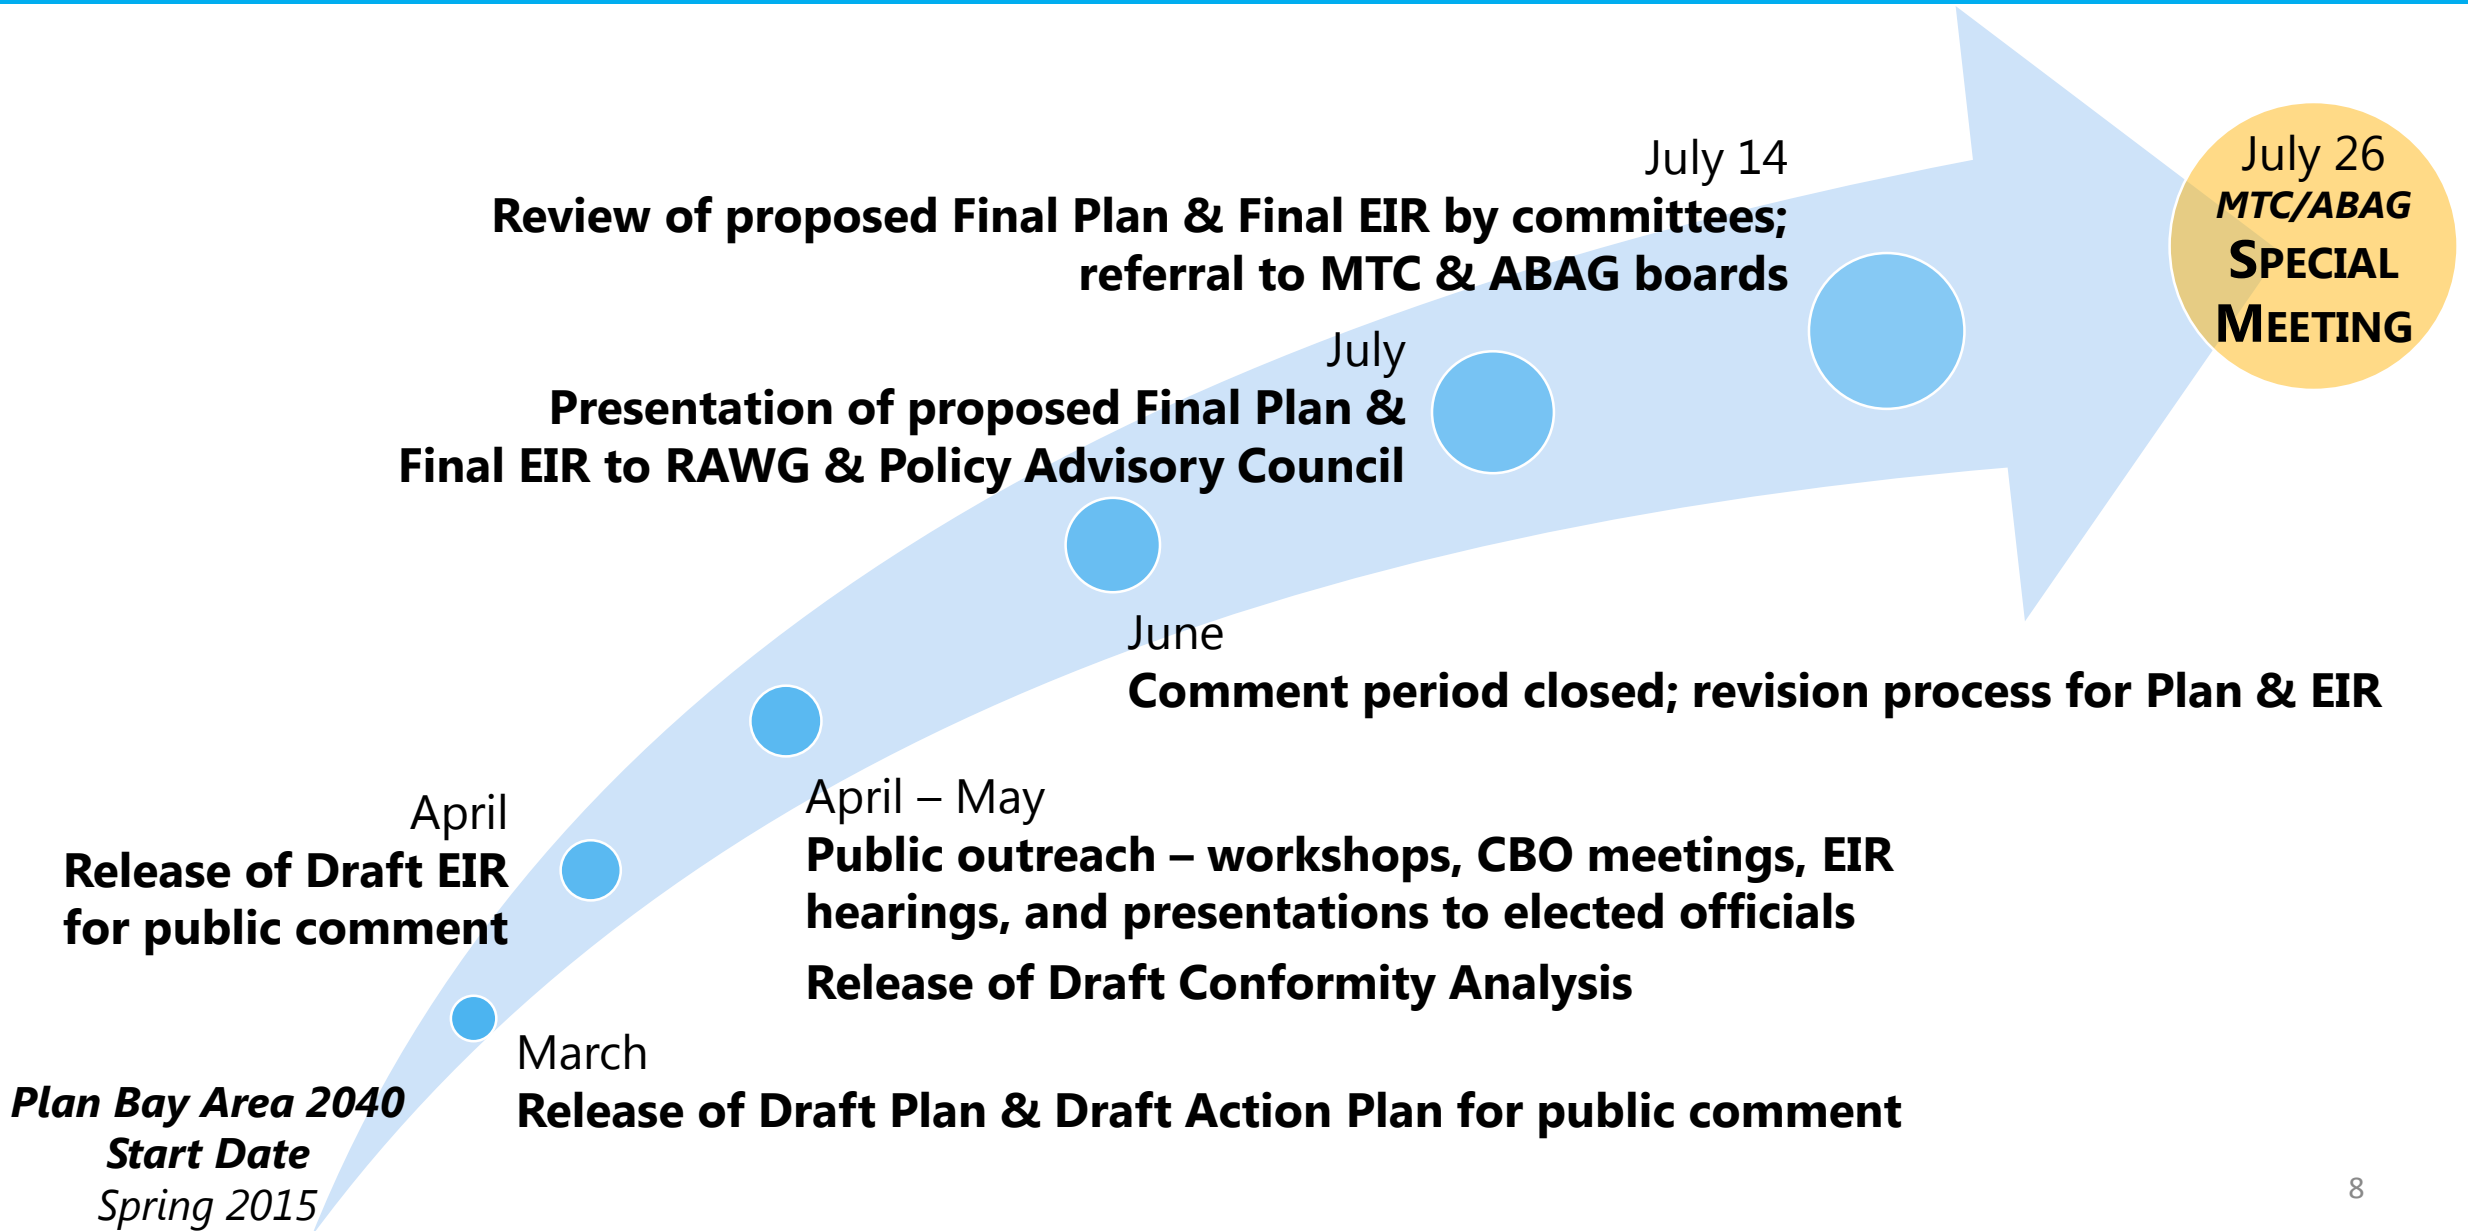 July 26
MTC/ABAG
SPECIAL
MEETING
July 14
Review of proposed Final Plan & Final EIR by committees;
referral to MTC & ABAG boards
July
Presentation of proposed Final Plan &
Final EIR to RAWG & Policy Advisory Council
June
Comment period closed; revision process for Plan & EIR
April – May
Public outreach – workshops, CBO meetings, EIR
hearings, and presentations to elected officials
Release of Draft Conformity Analysis
April
Release of Draft EIR
for public comment
March
Release of Draft Plan & Draft Action Plan for public comment
Plan Bay Area 2040
Start Date
Spring 2015
8